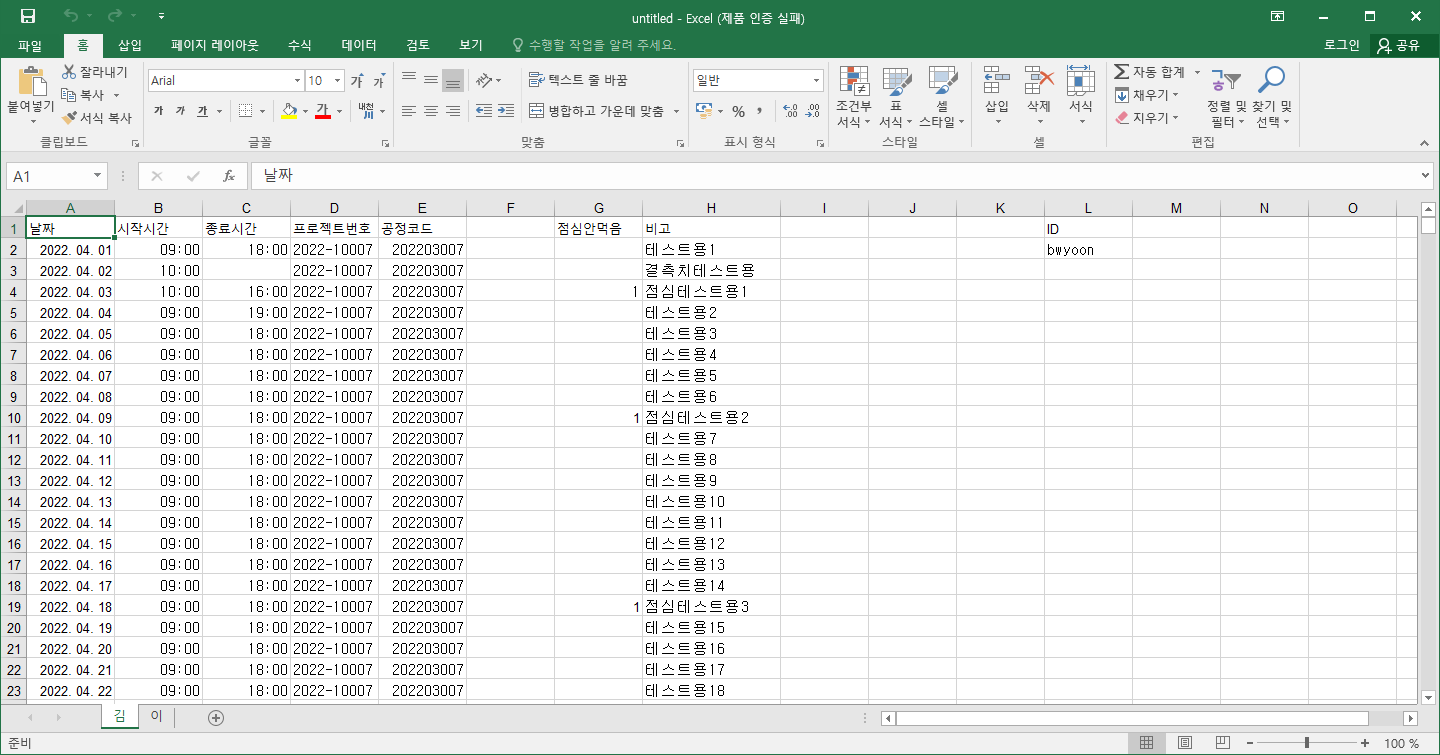 untitled - Excel (제품 인증 실패)
파일 홈 삽입 페이지 레이아웃 수식 데이터 검토 보기 수행할 작업을 알려 주세요. 로그인 공유
붙여넣기 잘라내기 복사 서식 복사 클립보드
Arial 10 가 가 가 가 가 가 내천 글꼴
텍스트 줄 바꿈 병합하고 가운데 맞춤 맞춤
일반 % , .00 .0 표시 형식
조건부 서식 표 서식 셀 스타일 스타일
삽입 삭제 서식 셀
자동 합계 채우기 지우기 정렬 및 필터 찾기 및 선택 편집
A1 fx 날짜
A B C D E F G H I J K L M N O
1 날짜 시작시간 종료시간 프로젝트번호 공정코드 점심안먹음 비고 ID
2 2022. 04. 01 09:00 18:00 2022-10007 202203007 테스트용1 bwyoon
3 2022. 04. 02 10:00 2022-10007 202203007 결측치테스트용
4 2022. 04. 03 10:00 16:00 2022-10007 202203007 1 점심테스트용1
5 2022. 04. 04 09:00 19:00 2022-10007 202203007 테스트용2
6 2022. 04. 05 09:00 18:00 2022-10007 202203007 테스트용3
7 2022. 04. 06 09:00 18:00 2022-10007 202203007 테스트용4
8 2022. 04. 07 09:00 18:00 2022-10007 202203007 테스트용5
9 2022. 04. 08 09:00 18:00 2022-10007 202203007 테스트용6
10 2022. 04. 09 09:00 18:00 2022-10007 202203007 1 점심테스트용2
11 2022. 04. 10 09:00 18:00 2022-10007 202203007 테스트용7
12 2022. 04. 11 09:00 18:00 2022-10007 202203007 테스트용8
13 2022. 04. 12 09:00 18:00 2022-10007 202203007 테스트용9
14 2022. 04. 13 09:00 18:00 2022-10007 202203007 테스트용10
15 2022. 04. 14 09:00 18:00 2022-10007 202203007 테스트용11
16 2022. 04. 15 09:00 18:00 2022-10007 202203007 테스트용12
17 2022. 04. 16 09:00 18:00 2022-10007 202203007 테스트용13
18 2022. 04. 17 09:00 18:00 2022-10007 202203007 테스트용14
19 2022. 04. 18 09:00 18:00 2022-10007 202203007 1 점심테스트용3
20 2022. 04. 19 09:00 18:00 2022-10007 202203007 테스트용15
21 2022. 04. 20 09:00 18:00 2022-10007 202203007 테스트용16
22 2022. 04. 21 09:00 18:00 2022-10007 202203007 테스트용17
23 2022. 04. 22 09:00 18:00 2022-10007 202203007 테스트용18
김 이
준비 100 %